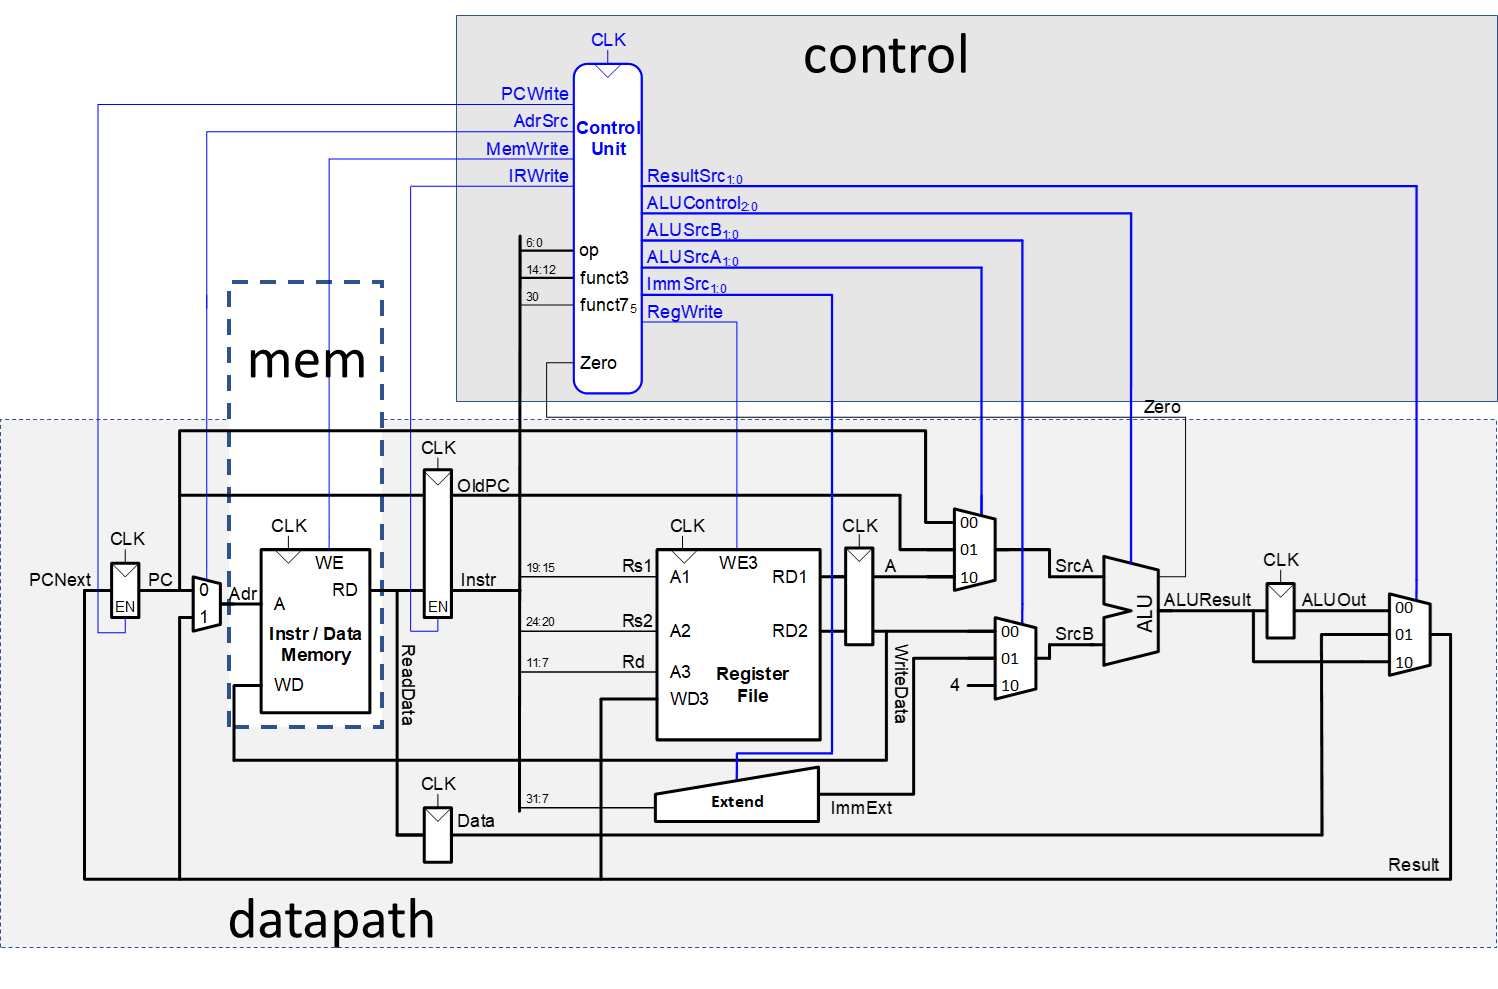 control
CLK
PCWrite
AdrSrc
MemWrite
IRWrite
Control
Unit
ResultSrc1:0
ALUControl2:0
ALUSrcB1:0
ALUSrcA1:0
ImmSrc1:0
RegWrite
6:0
op
14:12
funct3
30
funct75
Zero
mem
Zero
CLK
OldPC
CLK
PCNext
PC
EN
0
1
Adr
CLK
WE
RD
A
Instr / Data
Memory
WD
ReadData
EN
Instr
19:15
Rs1
24:20
Rs2
11:7
Rd
31:7
CLK
WE3
A1
RD1
A2
RD2
A3
WD3
Register
File
CLK
A
WriteData
00
01
10
00
01
10
4
SrcA
SrcB
ALU
ALUResult
CLK
ALUOut
00
01
10
Extend
ImmExt
CLK
Data
Result
datapath